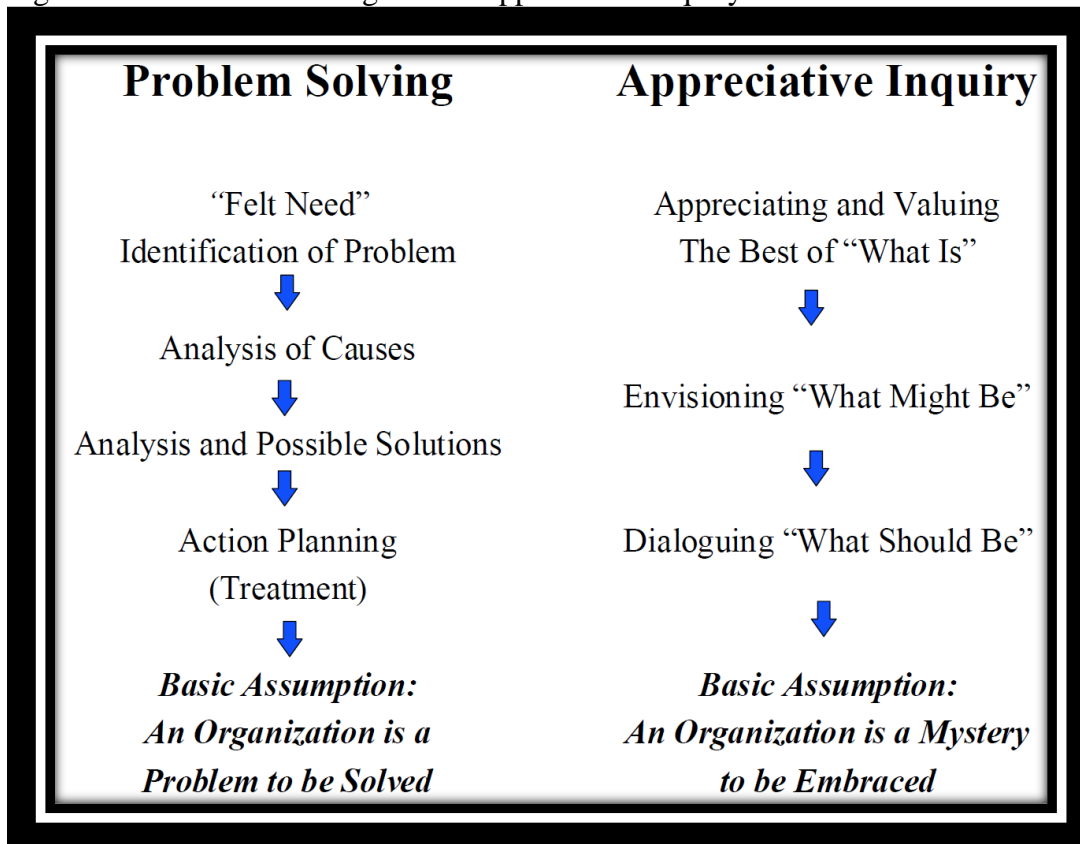 Problem Solving
“Felt Need”
Identification of Problem
Analysis of Causes
Analysis and Possible Solutions
Action Planning
(Treatment)
Basic Assumption:
An Organization is a
Problem to be Solved
Appreciative Inquiry
Appreciating and Valuing
The Best of “What Is”
Envisioning “What Might Be”
Dialoguing “What Should Be”
Basic Assumption:
An Organization is a Mystery
to be Embraced